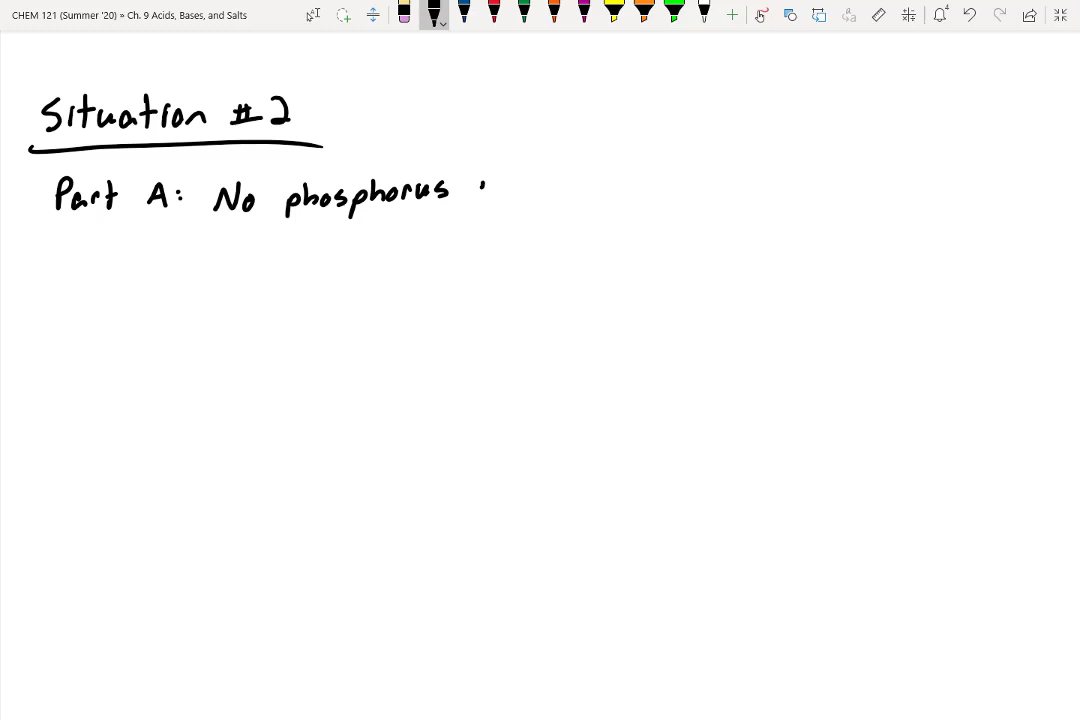 CHEM 121 (Summer '20) » Ch. 9 Acids, Bases, and Salts
Situation #2
Part A: No phosphorus